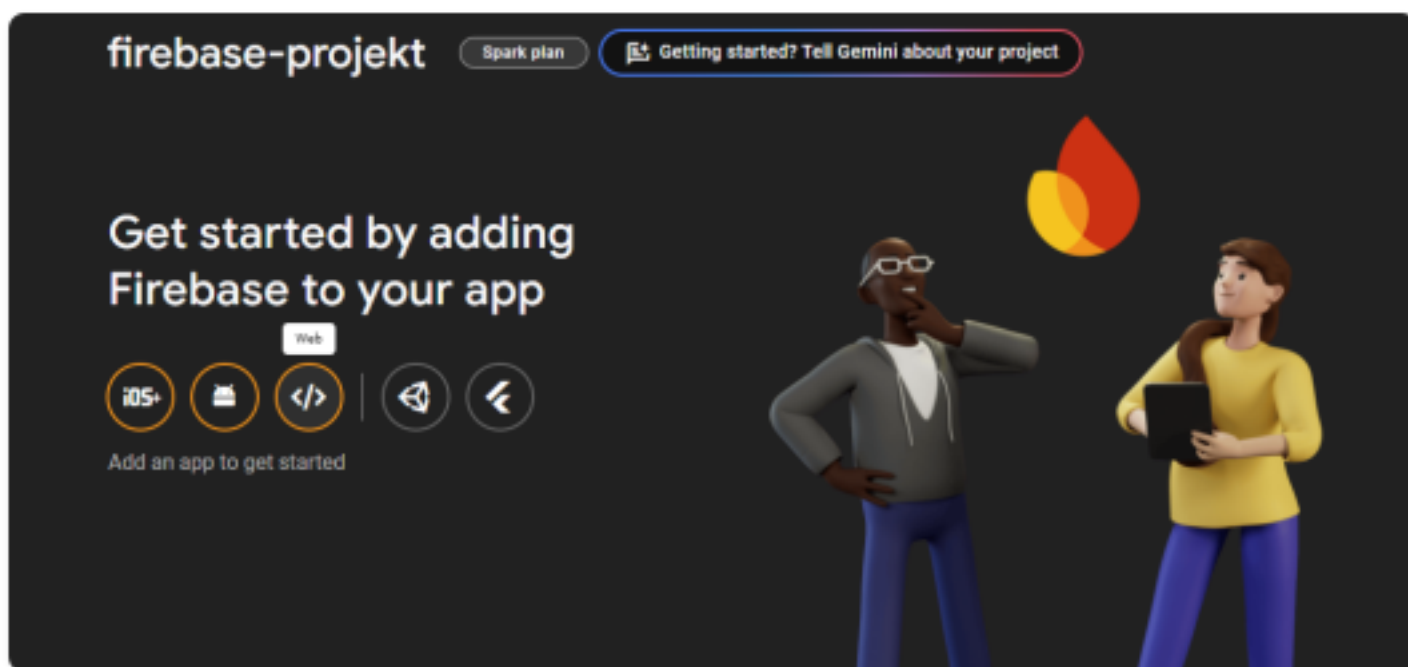 firebase-projekt
Spark plan
Getting started? Tell Gemini about your project
Get started by adding
Firebase to your app
Web
iOS+
</>
Add an app to get started